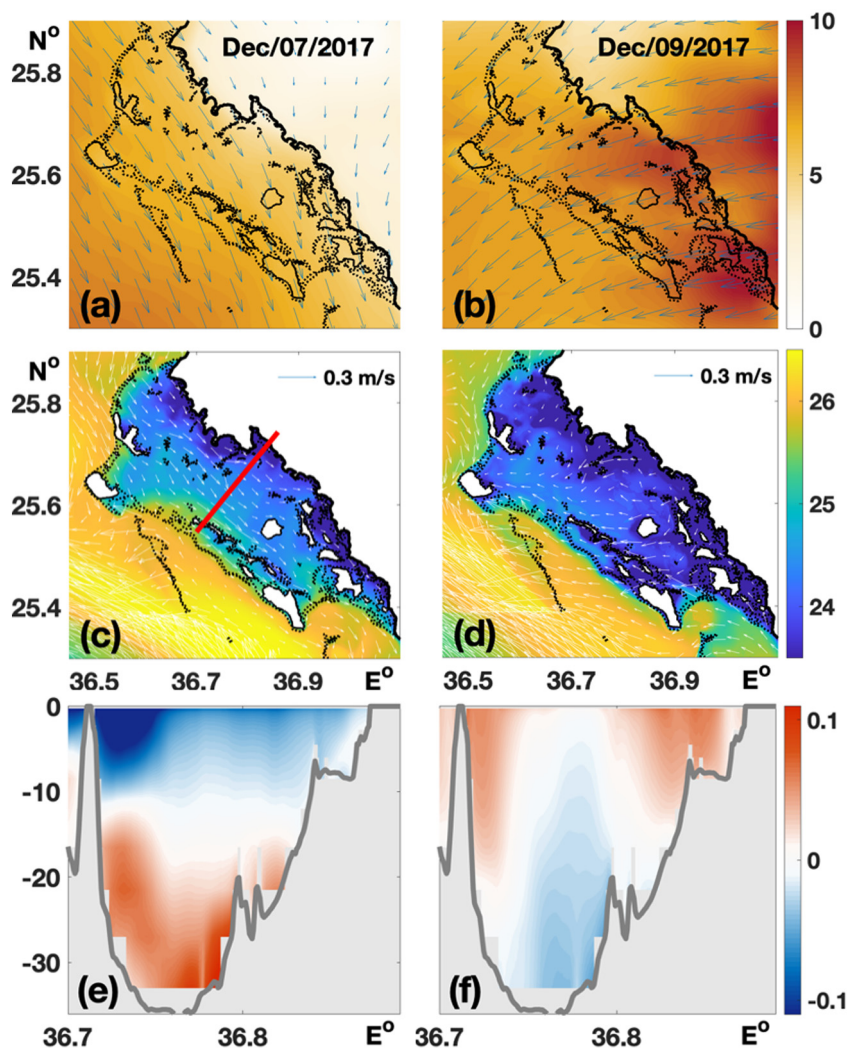 N°
Dec/07/2017
Dec/09/2017
10
25.8
25.6
5
25.4
(a)
(b)
0
N°
0.3 m/s
0.3 m/s
26
25.8
25.6
25
25.4
24
(c)
(d)
36.5
36.7
36.9
E°
36.5
36.7
36.9
E°
0
0.1
-10
0
-20
-30
(e)
(f)
-0.1
36.7
36.8
E°
36.7
36.8
E°